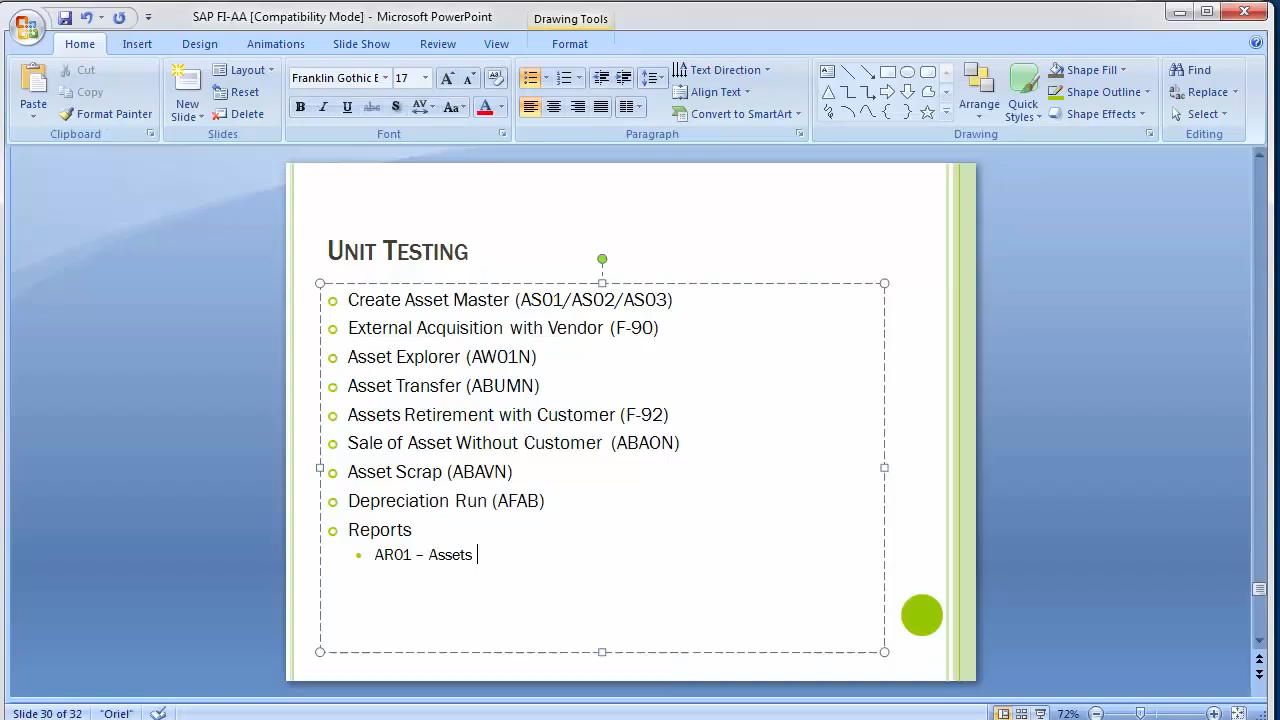 SAP FI-AA [Compatibility Mode] - Microsoft PowerPoint
Drawing Tools
Home Insert Design Animations Slide Show Review View Format
Paste
Cut
Copy
Format Painter
Clipboard
New Slide
Layout
Reset
Delete
Slides
Franklin Gothic E 17
B I U abc S AV Aa A
Font
Text Direction
Align Text
Convert to SmartArt
Paragraph
Arrange
Quick Styles
Shape Fill
Shape Outline
Shape Effects
Drawing
Find
Replace
Select
Editing
UNIT TESTING
Create Asset Master (AS01/AS02/AS03)
External Acquisition with Vendor (F-90)
Asset Explorer (AW01N)
Asset Transfer (ABUMN)
Assets Retirement with Customer (F-92)
Sale of Asset Without Customer (ABAON)
Asset Scrap (ABAVN)
Depreciation Run (AFAB)
Reports
AR01 – Assets
Slide 30 of 32 "Oriel" 72%